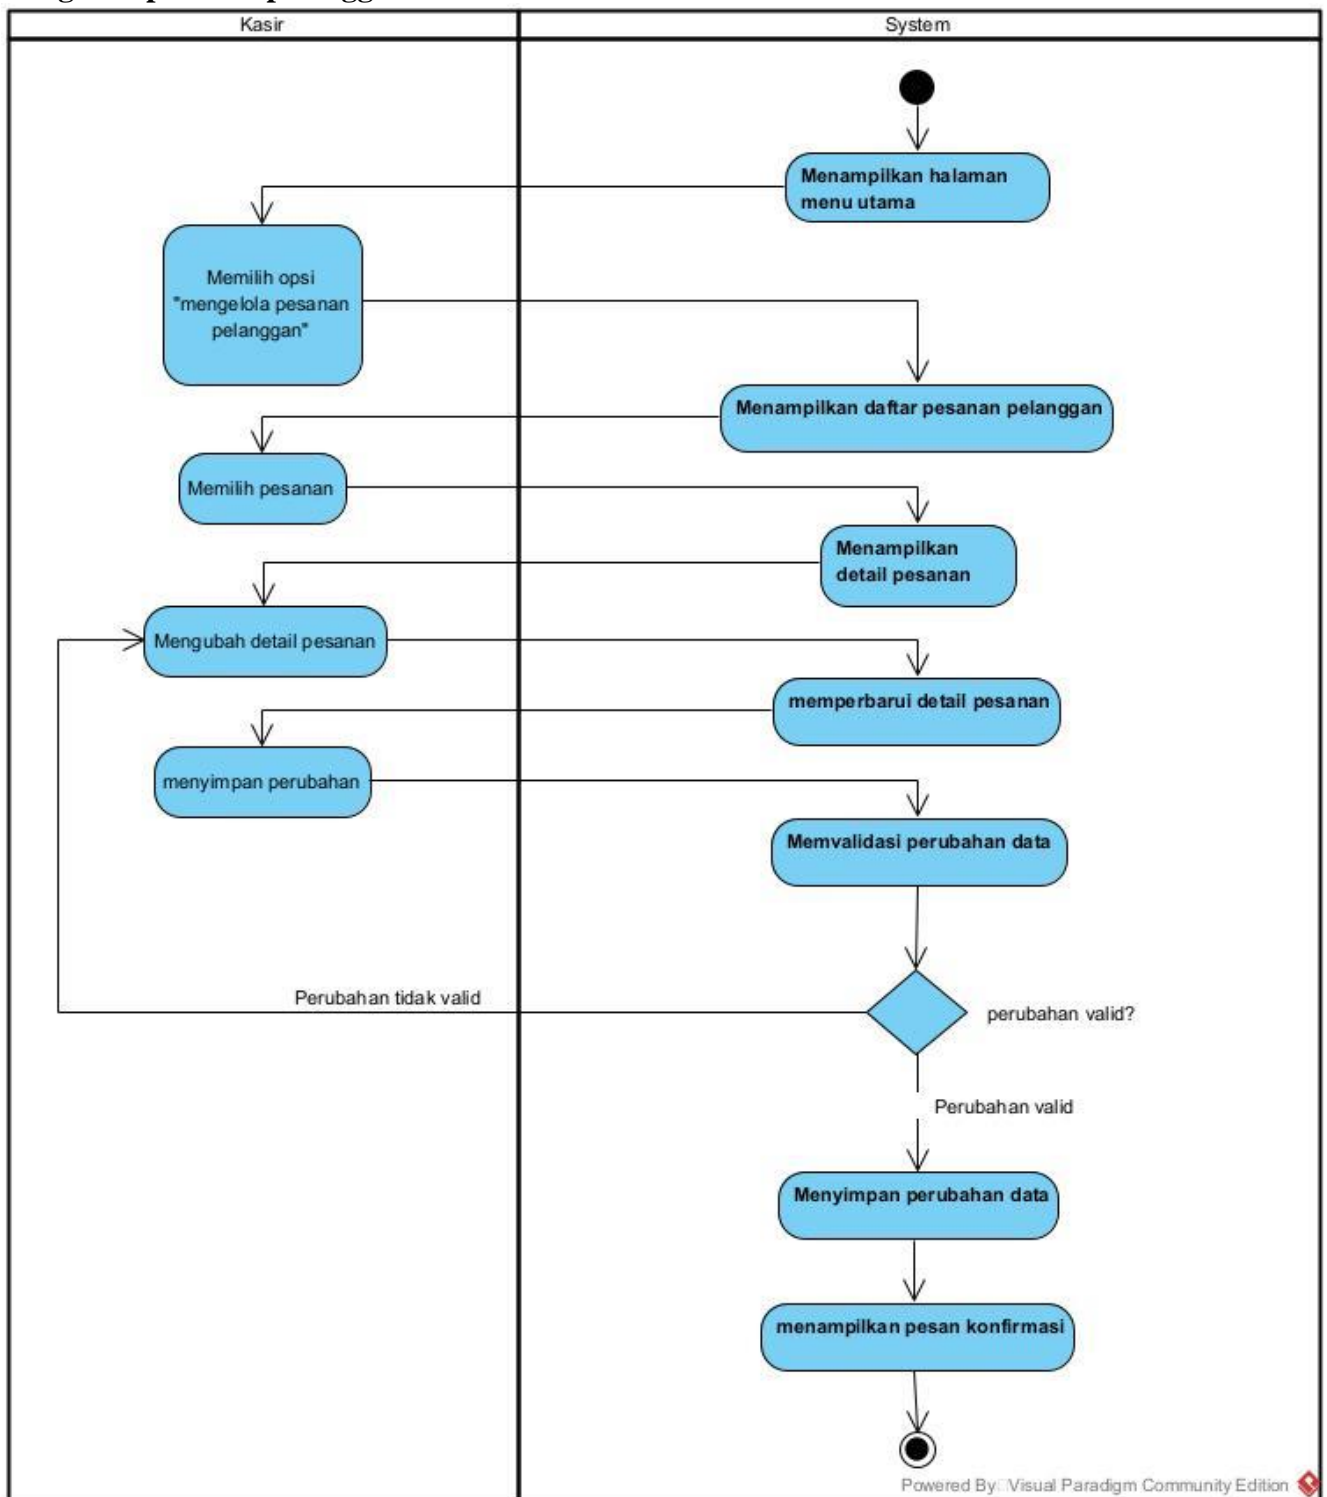 Kasir
System
Menampilkan halaman
menu utama
Memilih opsi
"mengelola pesanan
pelanggan"
Menampilkan daftar pesanan pelanggan
Memilih pesanan
Menampilkan
detail pesanan
Mengubah detail pesanan
memperbarui detail pesanan
menyimpan perubahan
Memvalidasi perubahan data
Perubahan tidak valid
perubahan valid?
Perubahan valid
Menyimpan perubahan data
menampilkan pesan konfirmasi
Powered By Visual Paradigm Community Edition